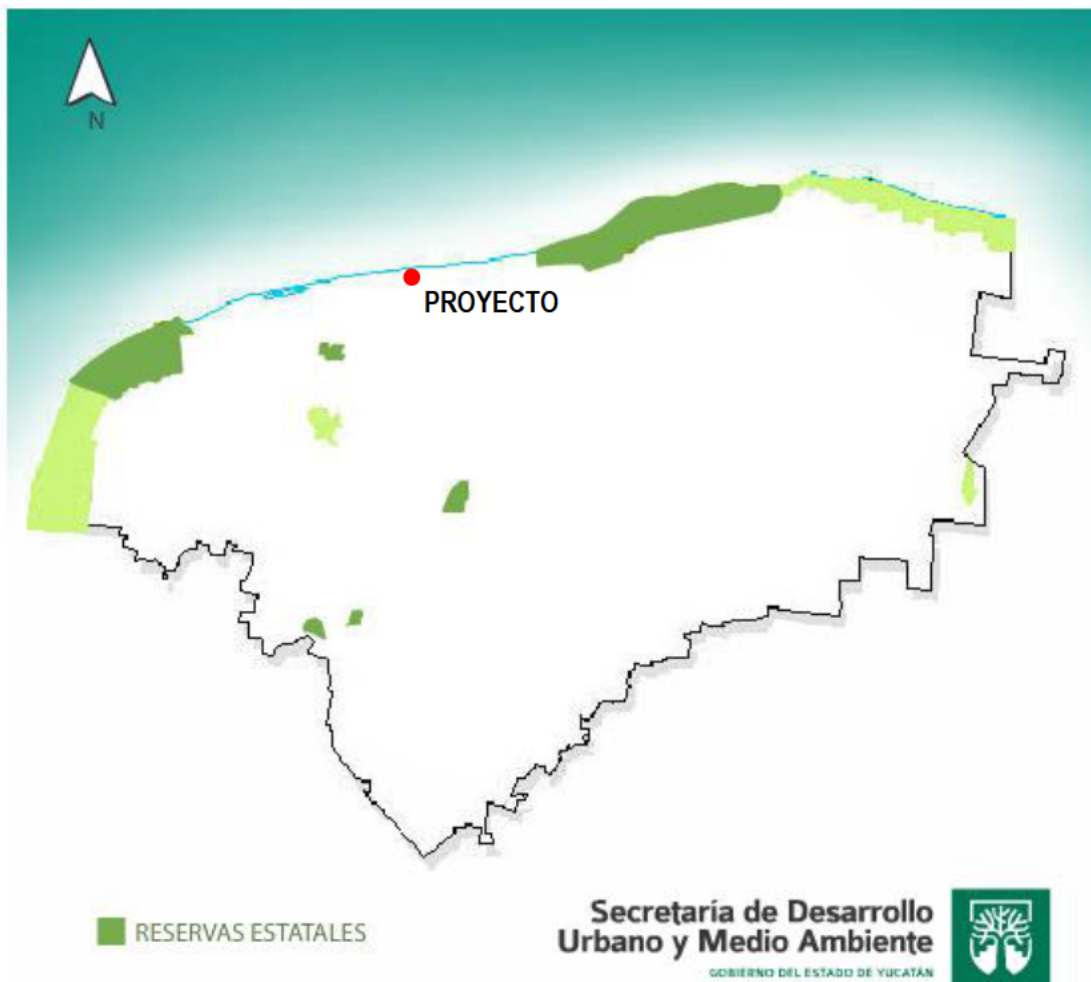 N
PROYECTO
RESERVAS ESTATALES
Secretaría de Desarrollo
Urbano y Medio Ambiente
GOBIERNO DEL ESTADO DE YUCATÁN